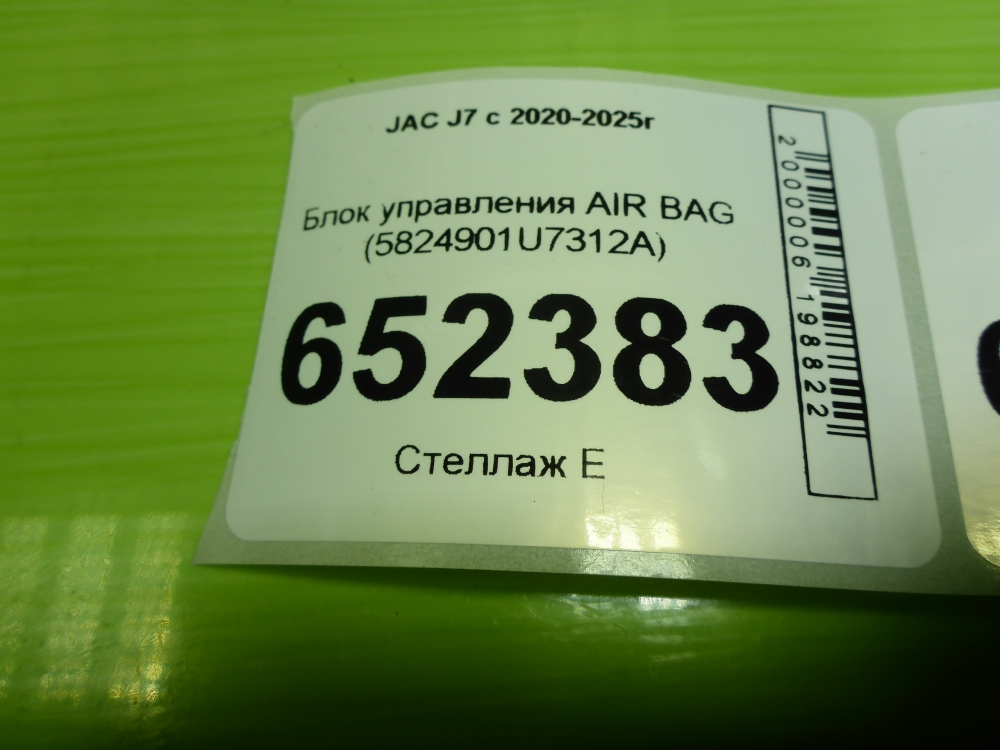 JAC J7 с 2020-2025г
Блок управления AIR BAG
(5824901U7312A)
652383
Стеллаж Е
2000006198822